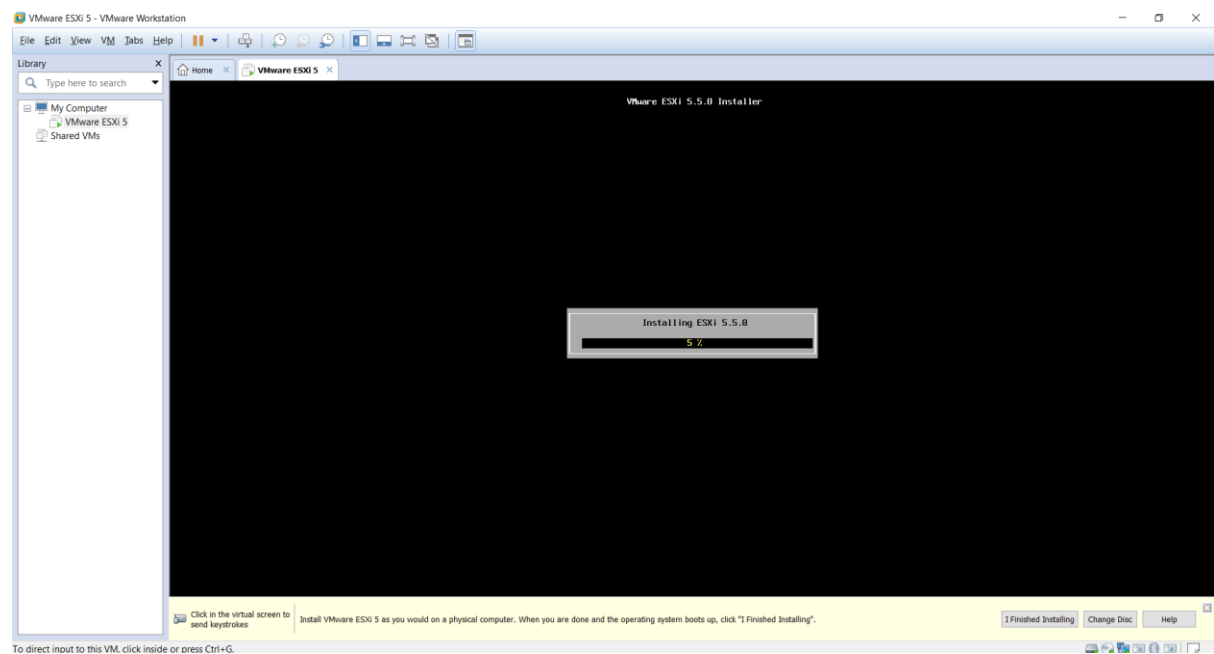 VMware ESXi 5 - VMware Workstation
File Edit View VM Tabs Help
Library
Type here to search
My Computer
VMware ESXi 5
Shared VMs
Home
VMware ESXi 5
VMware ESXi 5.5.0 Installer
Installing ESXi 5.5.0
5 %
Click in the virtual screen to
send keystrokes
Install VMware ESXi 5 as you would on a physical computer. When you are done and the operating system boots up, click "I Finished Installing".
I Finished Installing
Change Disc
Help
To direct input to this VM, click inside or press Ctrl+G.